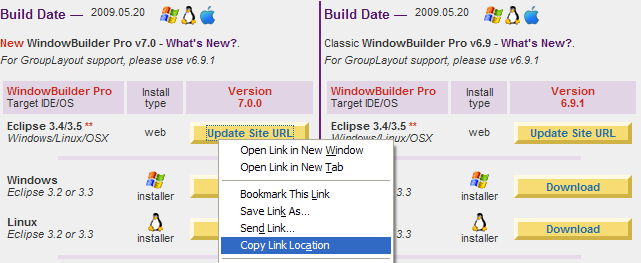 Build Date — 2009.05.20
New WindowBuilder Pro v7.0 - What's New?.
For GroupLayout support, please use v6.9.1
WindowBuilder Pro Install Version
Target IDE/OS type 7.0.0
Eclipse 3.4/3.5 ** web Update Site URL
Windows/Linux/OSX
Windows
Eclipse 3.2 or 3.3 installer
Linux
Eclipse 3.2 or 3.3 installer
Open Link in New Window
Open Link in New Tab
Bookmark This Link
Save Link As...
Send Link...
Copy Link Location
Build Date — 2009.05.20
Classic WindowBuilder Pro v6.9 - What's New?.
For GroupLayout support, please use v6.9.1
WindowBuilder Pro Install Version
Target IDE/OS type 6.9.1
Eclipse 3.4/3.5 ** web Update Site URL
Windows/Linux/OSX
Download
3.3 installer
Download
3.3 installer